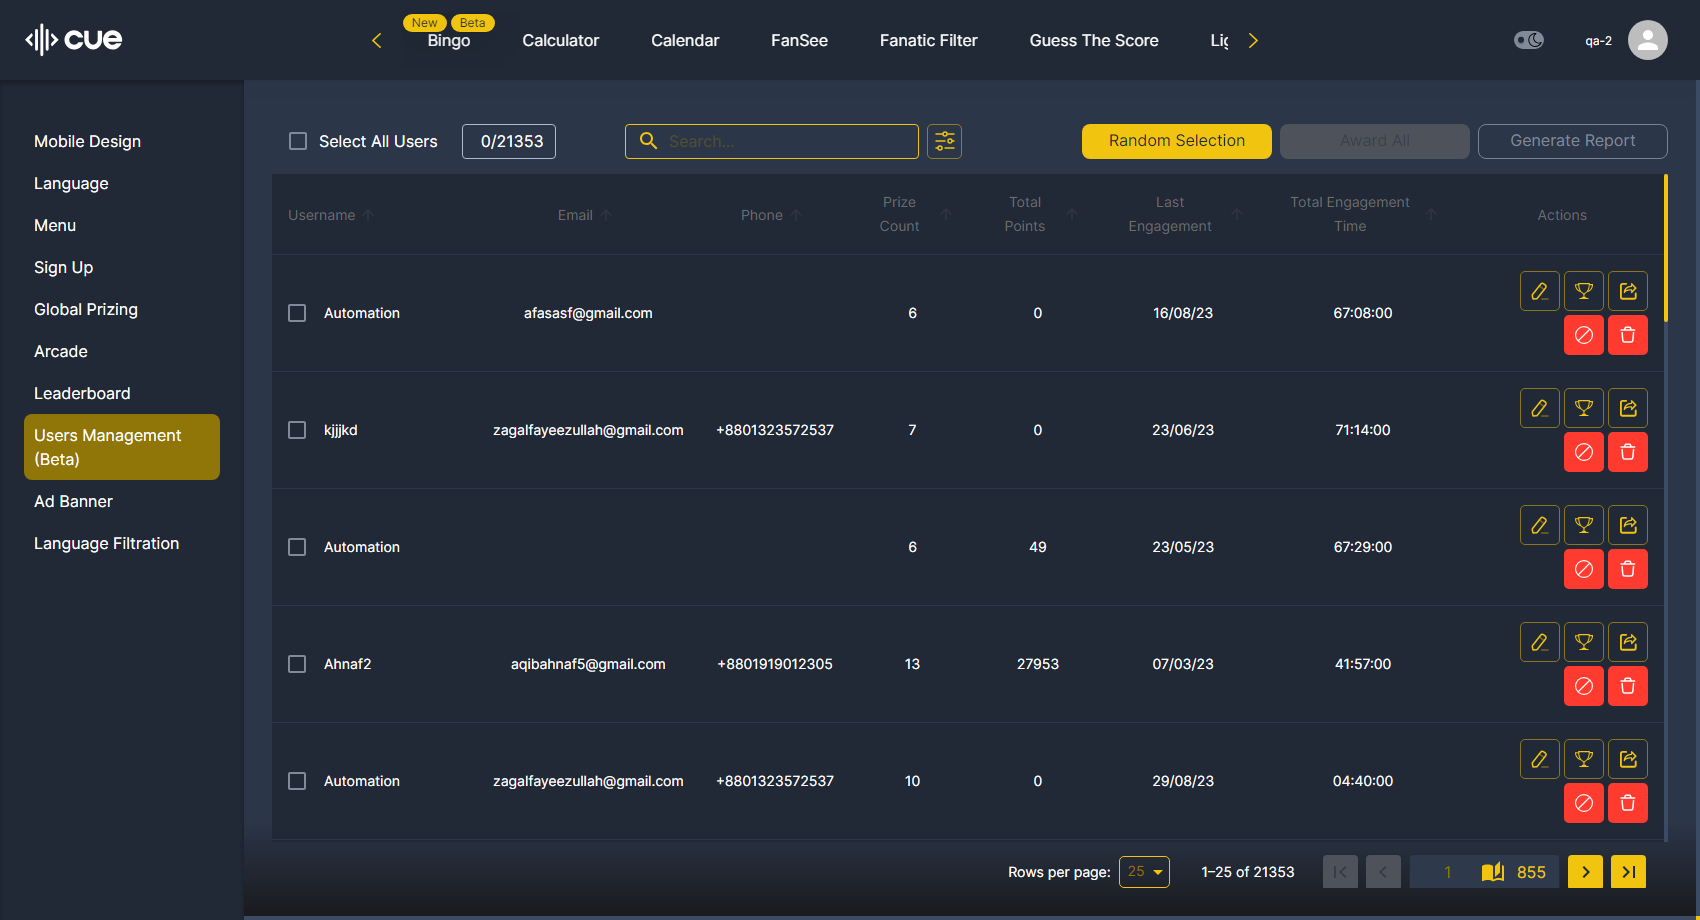 cue
New Beta
Bingo Calculator Calendar FanSee Fanatic Filter Guess The Score Lig
qa-2
Mobile Design
Language
Menu
Sign Up
Global Prizing
Arcade
Leaderboard
Users Management
(Beta)
Ad Banner
Language Filtration
Select All Users 0/21353 Search... Random Selection Award All Generate Report
Username Email Phone Prize Count Total Points Last Engagement Total Engagement Time Actions
Automation afasasf@gmail.com 6 0 16/08/23 67:08:00
kjjjkd zagalfayeezullah@gmail.com +8801323572537 7 0 23/06/23 71:14:00
Automation 6 49 23/05/23 67:29:00
Ahnaf2 aqibahnaf5@gmail.com +8801919012305 13 27953 07/03/23 41:57:00
Automation zagalfayeezullah@gmail.com +8801323572537 10 0 29/08/23 04:40:00
Rows per page: 25 1–25 of 21353 1 855